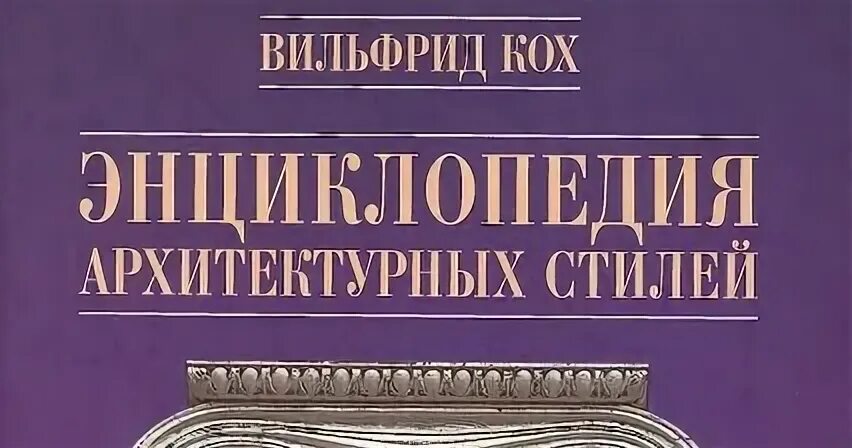 ВИЛЬФРИД КОХ
ЭНЦИКЛОПЕДИЯ
АРХИТЕКТУРНЫХ СТИЛЕЙ